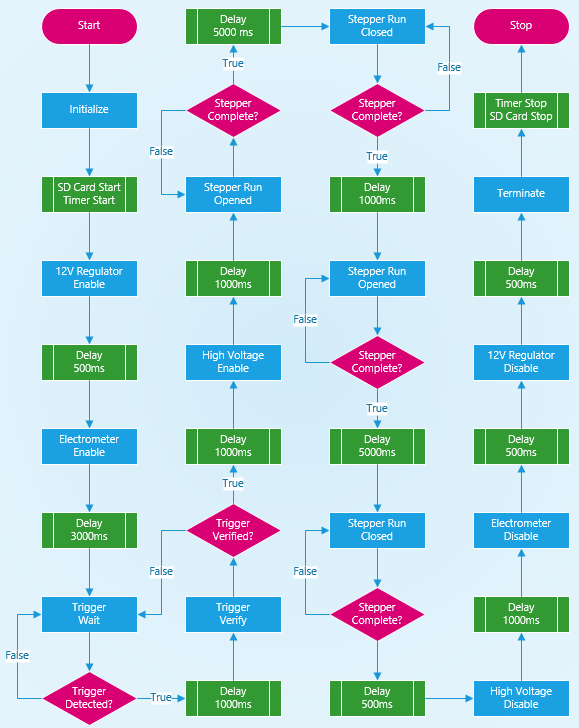 Start
Initialize
SD Card Start
Timer Start
12V Regulator
Enable
Delay
500ms
Electrometer
Enable
Delay
3000ms
Trigger
Wait
False
Trigger
Detected?
True
Delay
1000ms
Trigger
Verify
Trigger
Verified?
False
True
Delay
1000ms
High Voltage
Enable
Delay
1000ms
Stepper Run
Opened
False
Stepper
Complete?
True
Delay
5000 ms
Stepper Run
Closed
False
Stepper
Complete?
True
Delay
1000ms
Stepper Run
Opened
False
Stepper
Complete?
True
Delay
5000ms
Stepper Run
Closed
False
Stepper
Complete?
Delay
500ms
High Voltage
Disable
Delay
1000ms
Electrometer
Disable
Delay
500ms
12V Regulator
Disable
Delay
500ms
Terminate
Timer Stop
SD Card Stop
Stop